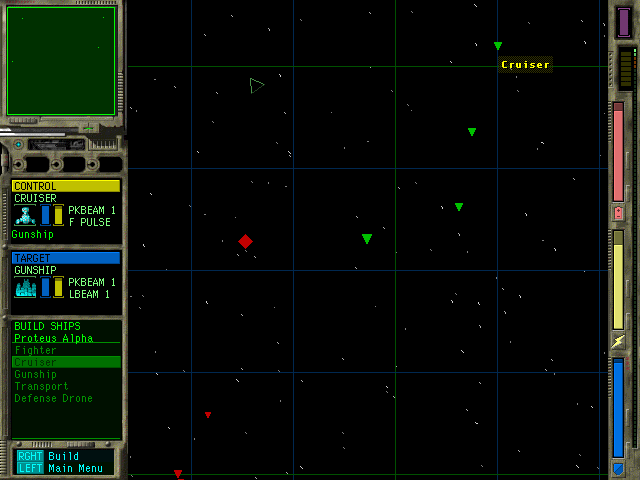 CONTROL
CRUISER
PKBEAM 1
F PULSE
Gunship
TARGET
GUNSHIP
PKBEAM 1
LBEAM 1
BUILD SHIPS
Proteus Alpha
Fighter
Cruiser
Gunship
Transport
Defense Drone
RGHT Build
LEFT Main Menu
Cruiser